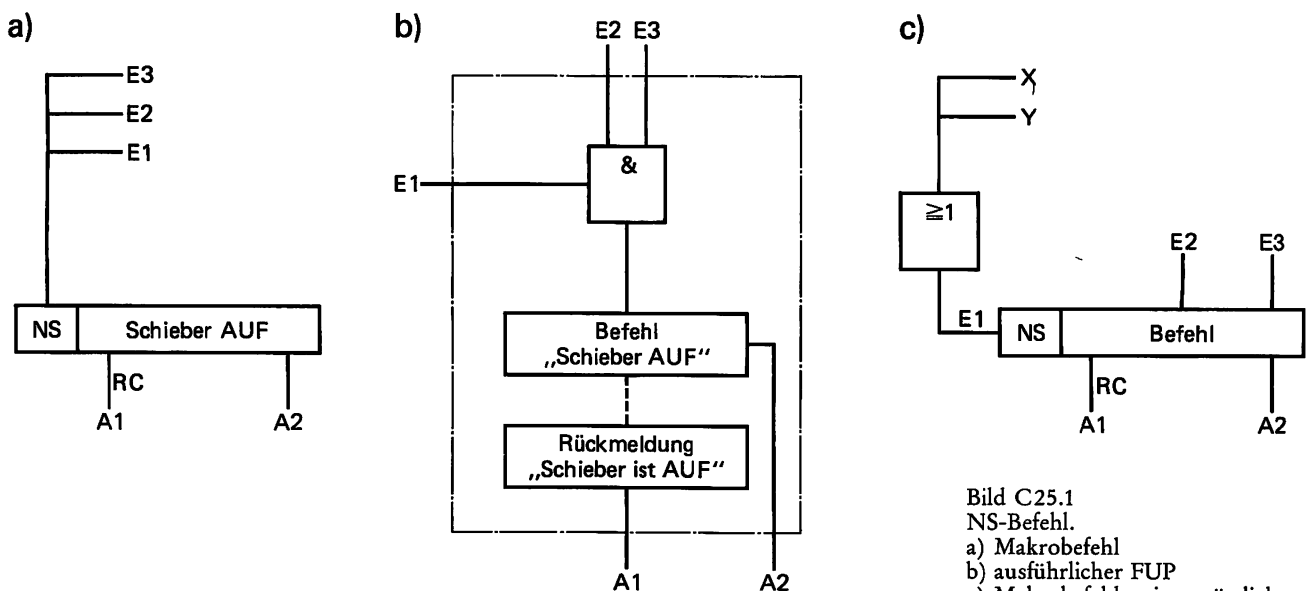 a)
E3
E2
E1
NS
Schieber AUF
RC
A1
A2
b)
E2 E3
E1
&
Befehl
„Schieber AUF“
Rückmeldung
„Schieber ist AUF“
A1
A2
c)
X
Y
≧1
E1
E2
E3
NS
Befehl
RC
A1
A2
Bild C25.1
NS-Befehl.
a) Makrobefehl
b) ausführlicher FUP